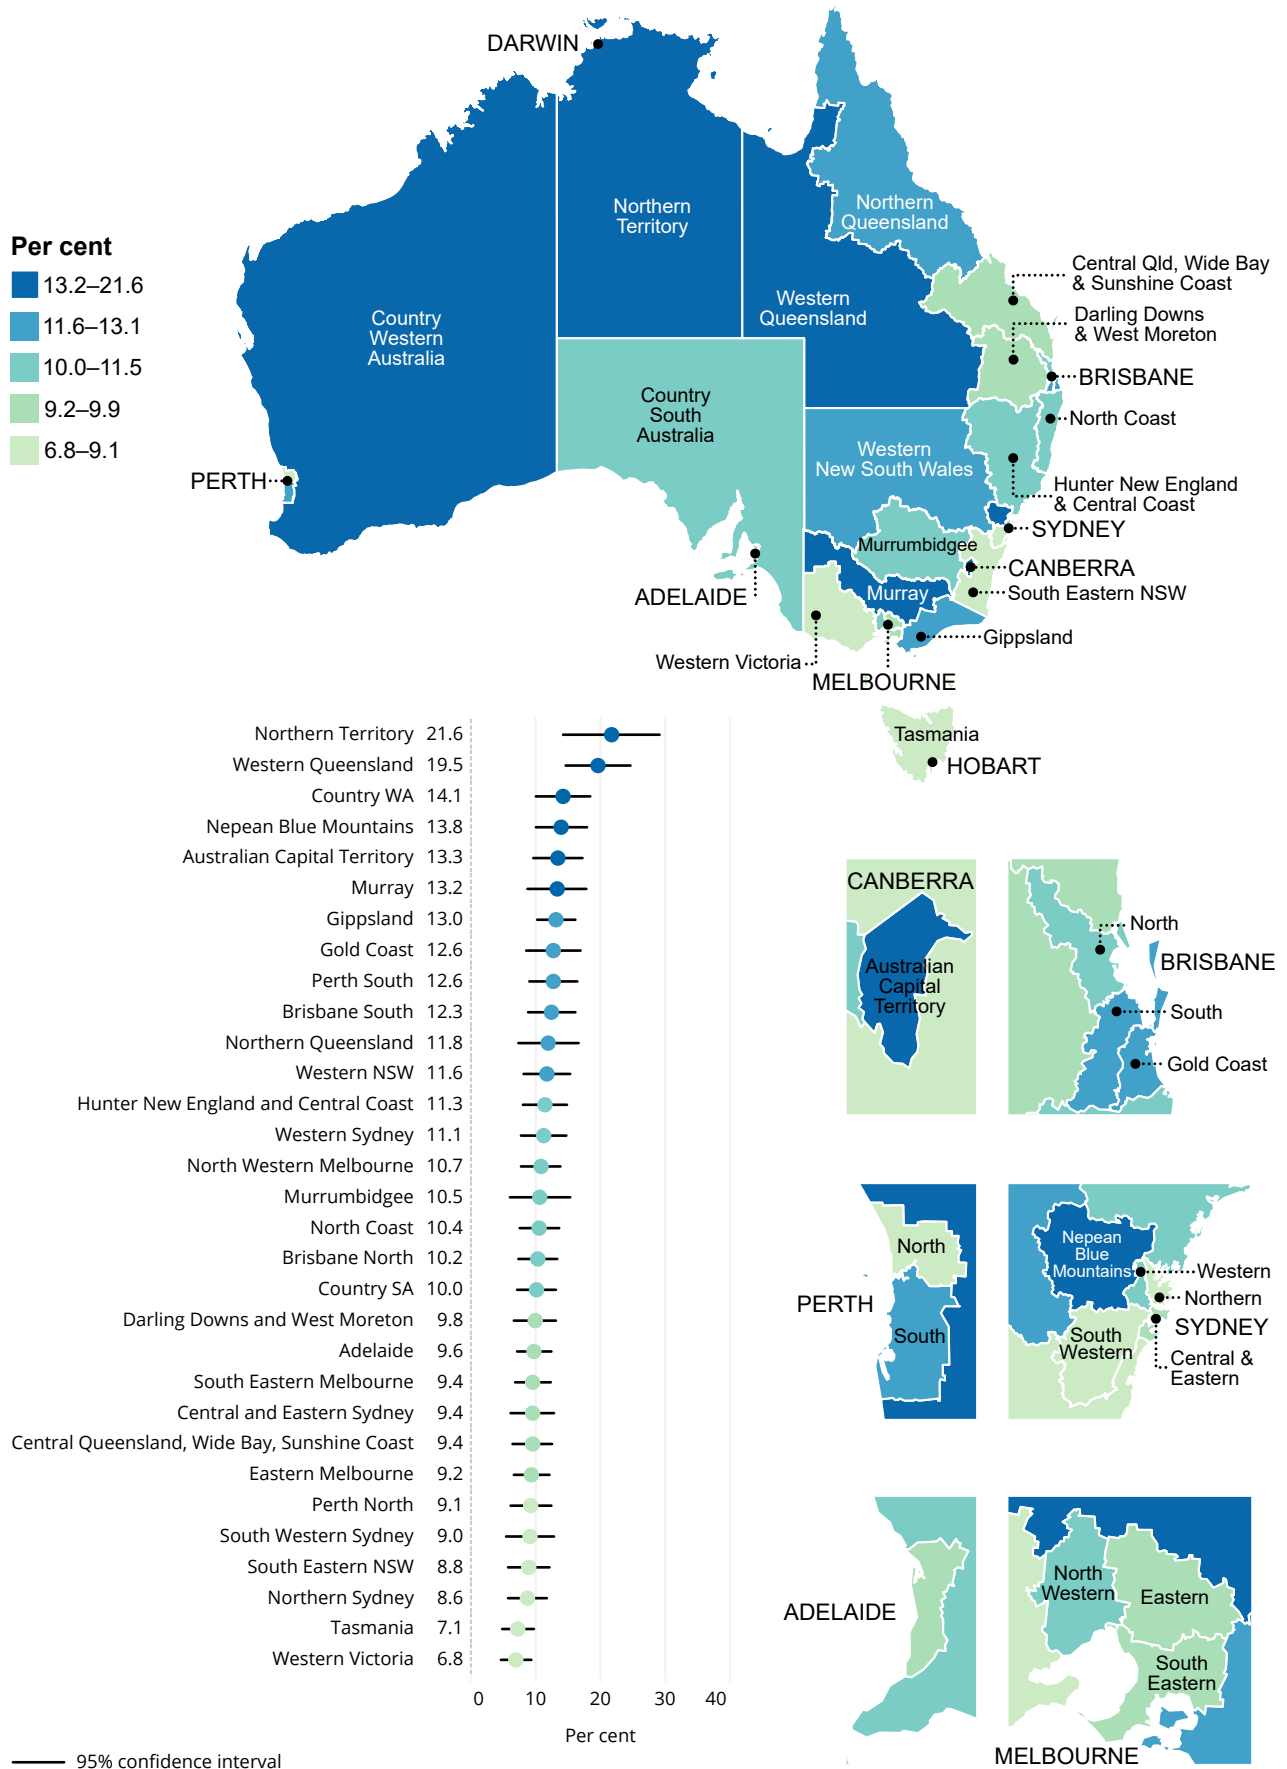 DARWIN
Northern
Territory
Northern
Queensland
Per cent
13.2–21.6
11.6–13.1
10.0–11.5
9.2–9.9
6.8–9.1
Country
Western
Australia
Western
Queensland
Central Qld, Wide Bay
& Sunshine Coast
Darling Downs
& West Moreton
BRISBANE
North Coast
Country
South
Australia
Western
New South Wales
PERTH
Hunter New England
& Central Coast
SYDNEY
Murrumbidgee
CANBERRA
South Eastern NSW
ADELAIDE
Murray
Gippsland
Western Victoria
MELBOURNE
Tasmania
HOBART
Northern Territory 21.6
Western Queensland 19.5
Country WA 14.1
Nepean Blue Mountains 13.8
Australian Capital Territory 13.3
Murray 13.2
Gippsland 13.0
Gold Coast 12.6
Perth South 12.6
Brisbane South 12.3
Northern Queensland 11.8
Western NSW 11.6
Hunter New England and Central Coast 11.3
Western Sydney 11.1
North Western Melbourne 10.7
Murrumbidgee 10.5
North Coast 10.4
Brisbane North 10.2
Country SA 10.0
Darling Downs and West Moreton 9.8
Adelaide 9.6
South Eastern Melbourne 9.4
Central and Eastern Sydney 9.4
Central Queensland, Wide Bay, Sunshine Coast 9.4
Eastern Melbourne 9.2
Perth North 9.1
South Western Sydney 9.0
South Eastern NSW 8.8
Northern Sydney 8.6
Tasmania 7.1
Western Victoria 6.8
0 10 20 30 40
Per cent
95% confidence interval
CANBERRA
Australian
Capital
Territory
North
BRISBANE
South
Gold Coast
North
PERTH
South
Nepean
Blue
Mountains
Western
Northern
SYDNEY
South
Western
Central &
Eastern
ADELAIDE
North
Western
Eastern
South
Eastern
MELBOURNE